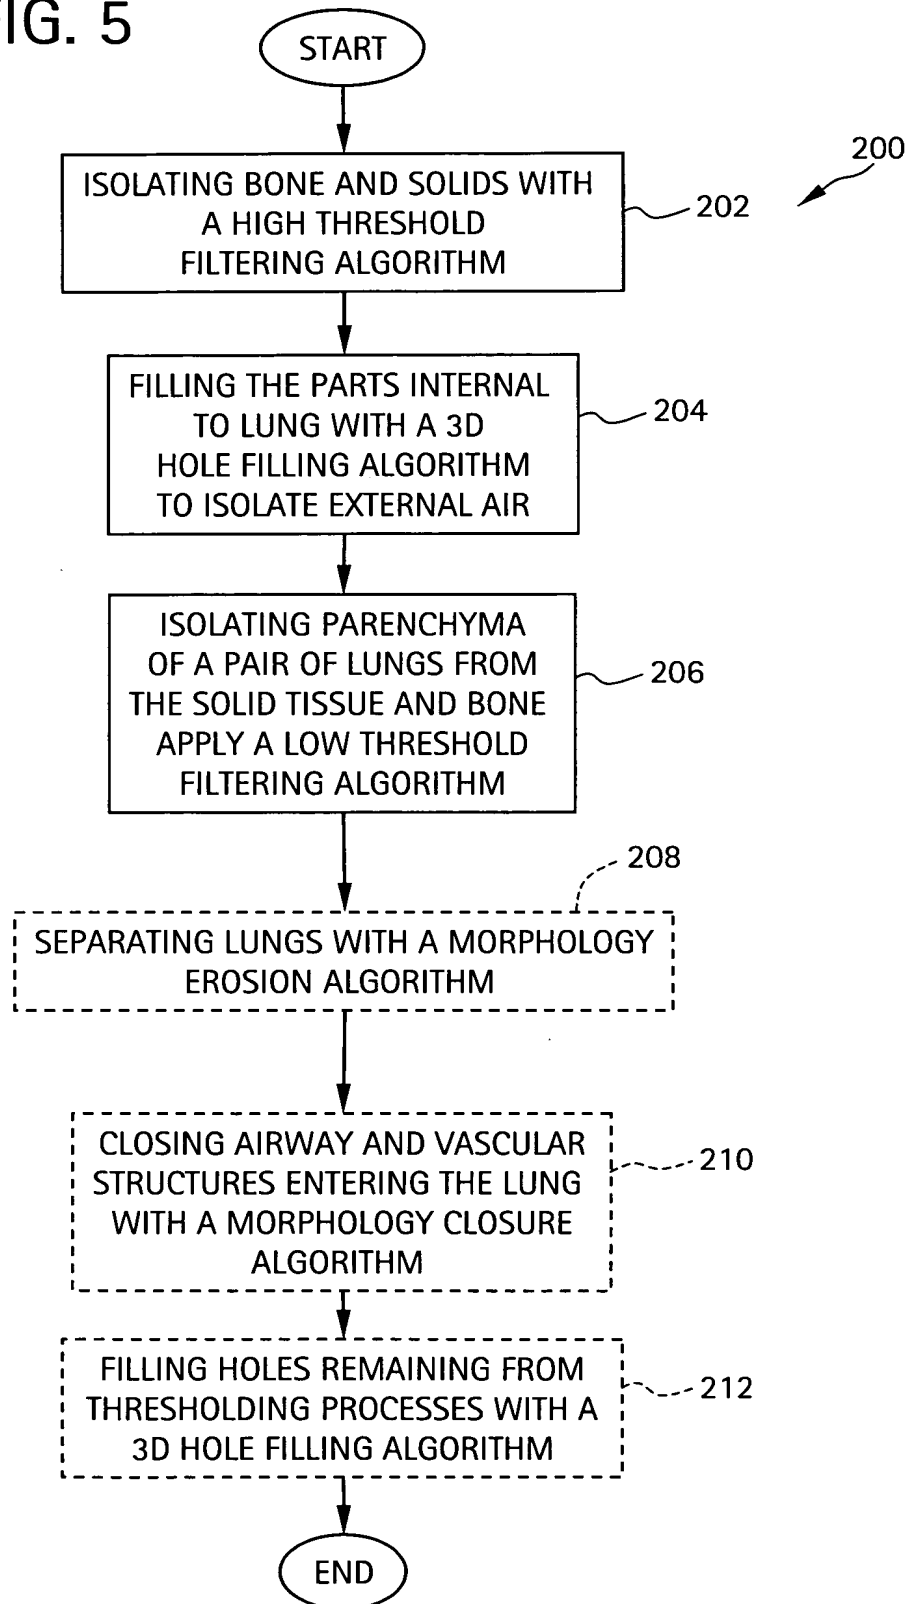 FIG. 5
START
200
ISOLATING BONE AND SOLIDS WITH
A HIGH THRESHOLD
FILTERING ALGORITHM
202
FILLING THE PARTS INTERNAL
TO LUNG WITH A 3D
HOLE FILLING ALGORITHM
TO ISOLATE EXTERNAL AIR
204
ISOLATING PARENCHYMA
OF A PAIR OF LUNGS FROM
THE SOLID TISSUE AND BONE
APPLY A LOW THRESHOLD
FILTERING ALGORITHM
206
208
SEPARATING LUNGS WITH A MORPHOLOGY
EROSION ALGORITHM
CLOSING AIRWAY AND VASCULAR
STRUCTURES ENTERING THE LUNG
WITH A MORPHOLOGY CLOSURE
ALGORITHM
210
FILLING HOLES REMAINING FROM
THRESHOLDING PROCESSES WITH A
3D HOLE FILLING ALGORITHM
212
END